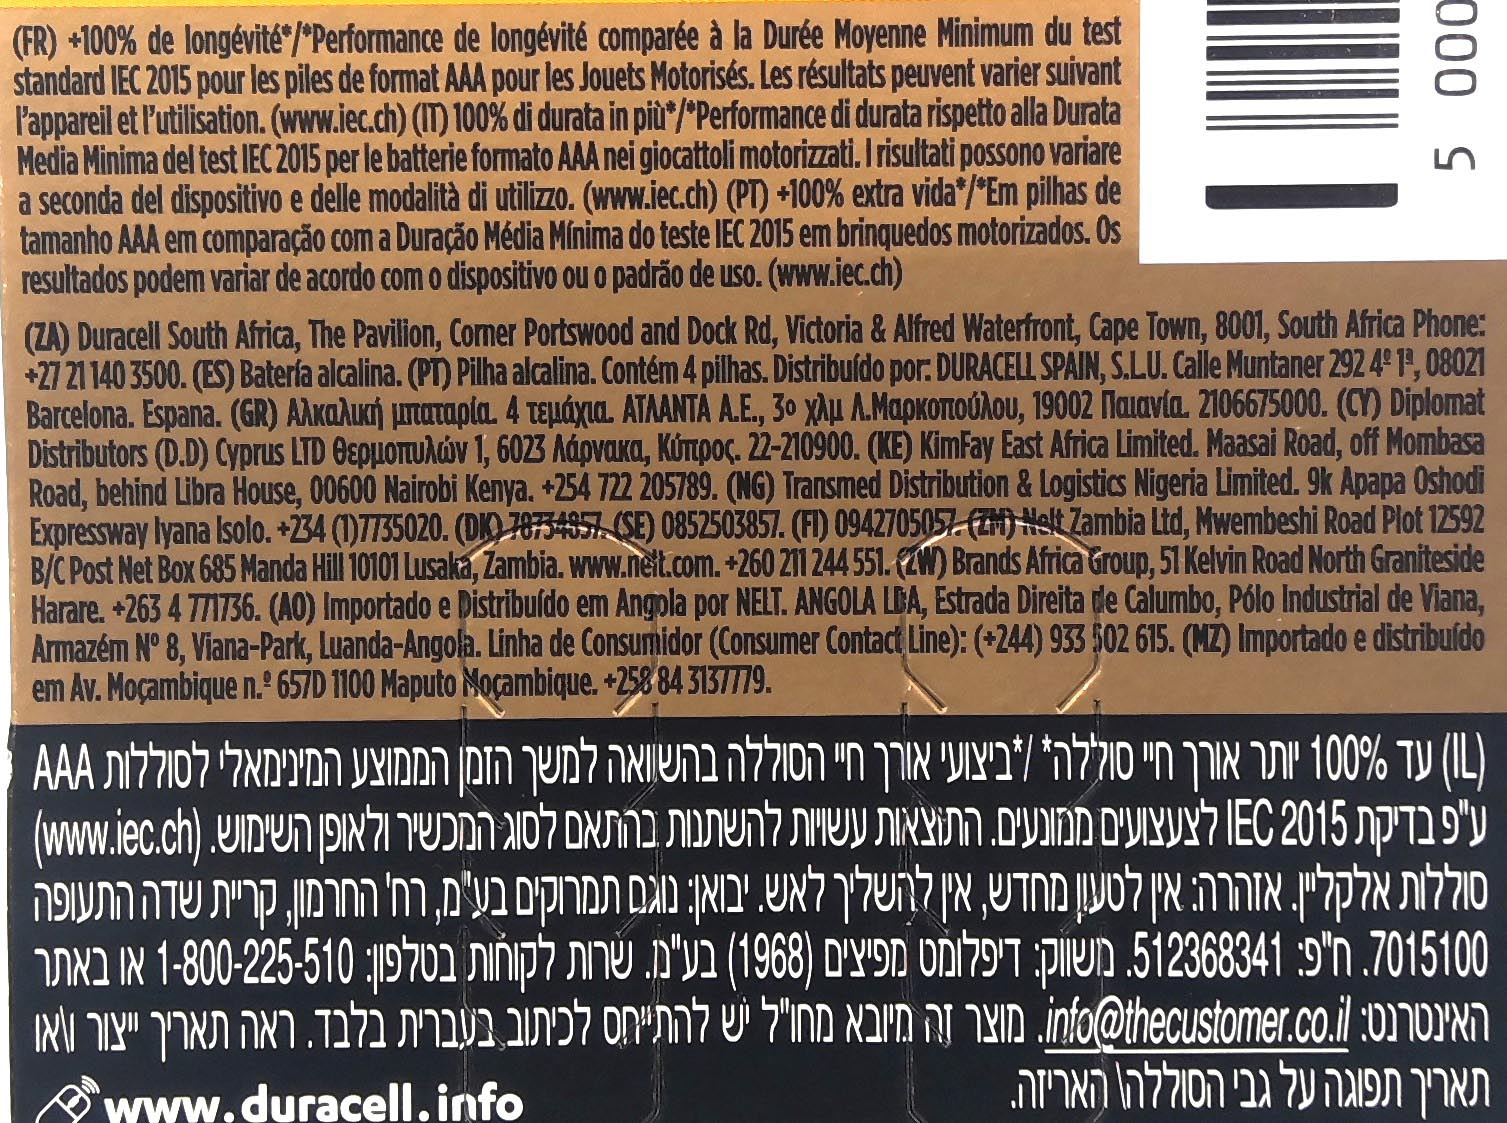 (FR) +100% de longévité*/*Performance de longévité comparée à la Durée Moyenne Minimum du test
standard IEC 2015 pour les piles de format AAA pour les Jouets Motorisés. Les résultats peuvent varier suivant
l'appareil et l'utilisation. (www.iec.ch) (IT) 100% di durata in più*/*Performance di durata rispetto alla Durata
Media Minima del test IEC 2015 per le batterie formato AAA nei giocattoli motorizzati. I risultati possono variare
a seconda del dispositivo e delle modalità di utilizzo. (www.iec.ch) (PT) +100% extra vida*/*Em pilhas de
tamanho AAA em comparação com a Duração Média Mínima do teste IEC 2015 em brinquedos motorizados. Os
resultados podem variar de acordo com o dispositivo ou o padrão de uso. (www.iec.ch)
5 000
(ZA) Duracell South Africa, The Pavilion, Corner Portswood and Dock Rd, Victoria & Alfred Waterfront, Cape Town, 8001, South Africa Phone:
+27 21 140 3500. (ES) Batería alcalina. (PT) Pilha alcalina. Contém 4 pilhas. Distribuído por: DURACELL SPAIN, S.L.U. Calle Muntaner 292 4º 1ª, 08021
Barcelona. Espana. (GR) Αλκαλική μπαταρία. 4 τεμάχια. ΑΤΛΑΝΤΑ Α.Ε., 3ο χλμ Λ.Μαρκοπούλου, 19002 Παιανία. 2106675000. (CY) Diplomat
Distributors (D.D) Cyprus LTD Θερμοπυλών 1, 6023 Λάρνακα, Κύπρος. 22-210900. (KE) KimFay East Africa Limited. Maasai Road, off Mombasa
Road, behind Libra House, 00600 Nairobi Kenya. +254 722 205789. (NG) Transmed Distribution & Logistics Nigeria Limited. 9k Apapa Oshodi
Expressway Iyana Isolo. +234 (1)7735020. (DK) 78734857. (SE) 0852503857. (FI) 0942705057. (ZM) Nelt Zambia Ltd, Mwembeshi Road Plot 12592
B/C Post Net Box 685 Manda Hill 10101 Lusaka, Zambia. www.nelt.com. +260 211 244 551. (ZW) Brands Africa Group, 51 Kelvin Road North Graniteside
Harare. +263 4 771736. (AO) Importado e Distribuído em Angola por NELT. ANGOLA LDA, Estrada Direita de Calumbo, Pólo Industrial de Viana,
Armazém Nº 8, Viana-Park, Luanda-Angola. Linha de Consumidor (Consumer Contact Line): (+244) 933 502 615. (MZ) Importado e distribuído
em Av. Moçambique n.º 657D 1100 Maputo Moçambique. +258 84 3137779.
(IL) עד 100% יותר אורך חיי סוללה* /*ביצועי אורך חיי הסוללה בהשוואה למשך הזמן הממוצע המינימאלי לסוללות AAA
ע"פ בדיקת IEC 2015 לצעצועים ממונעים. התוצאות עשויות להשתנות בהתאם לסוג המכשיר ולאופן השימוש. (www.iec.ch)
סוללות אלקליין. אזהרה: אין לטעון מחדש, אין להשליך לאש. יבואן: נוגם תמרוקים בע"מ, רח' החרמון, קריית שדה התעופה
7015100. ח"פ: 512368341. משווק: דיפלומט מפיצים (1968) בע"מ. שרות לקוחות בטלפון: 1-800-225-510 או באתר
האינטרנט: info@thecustomer.co.il. מוצר זה מיובא מחו"ל יש להתייחס לכיתוב בעברית בלבד. ראה תאריך ייצור ו\או
תאריך תפוגה על גבי הסוללה\ האריזה.
www.duracell.info